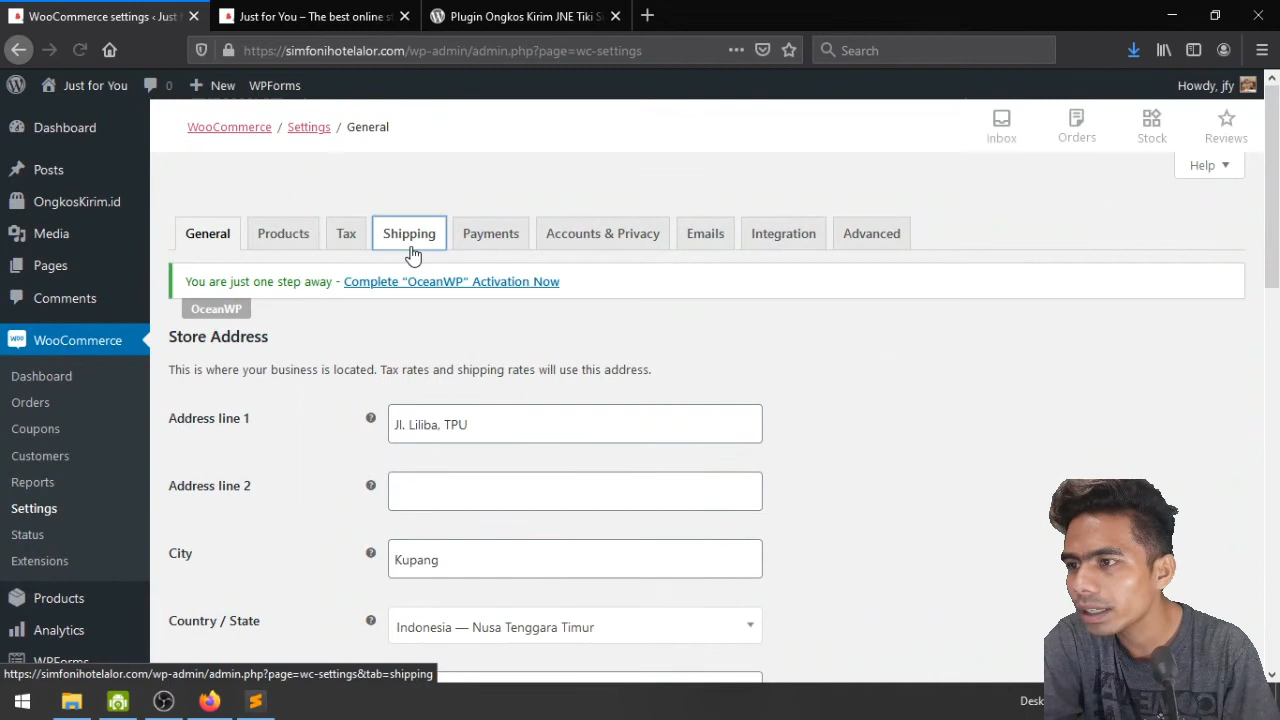 WooCommerce settings ‹ Just
Just for You – The best online st
Plugin Ongkos Kirim JNE Tiki S
https://simfonihotelalor.com/wp-admin/admin.php?page=wc-settings
Search
Just for You
0
New
WPForms
Howdy, jfy
Dashboard
Posts
OngkosKirim.id
Media
Pages
Comments
WooCommerce
Dashboard
Orders
Coupons
Customers
Reports
Settings
Status
Extensions
Products
Analytics
WPForms
WooCommerce / Settings / General
Inbox
Orders
Stock
Reviews
Help
General
Products
Tax
Shipping
Payments
Accounts & Privacy
Emails
Integration
Advanced
You are just one step away - Complete "OceanWP" Activation Now
OceanWP
Store Address
This is where your business is located. Tax rates and shipping rates will use this address.
Address line 1
Jl. Liliba, TPU
Address line 2
City
Kupang
Country / State
Indonesia — Nusa Tenggara Timur
https://simfonihotelalor.com/wp-admin/admin.php?page=wc-settings&tab=shipping
Desk